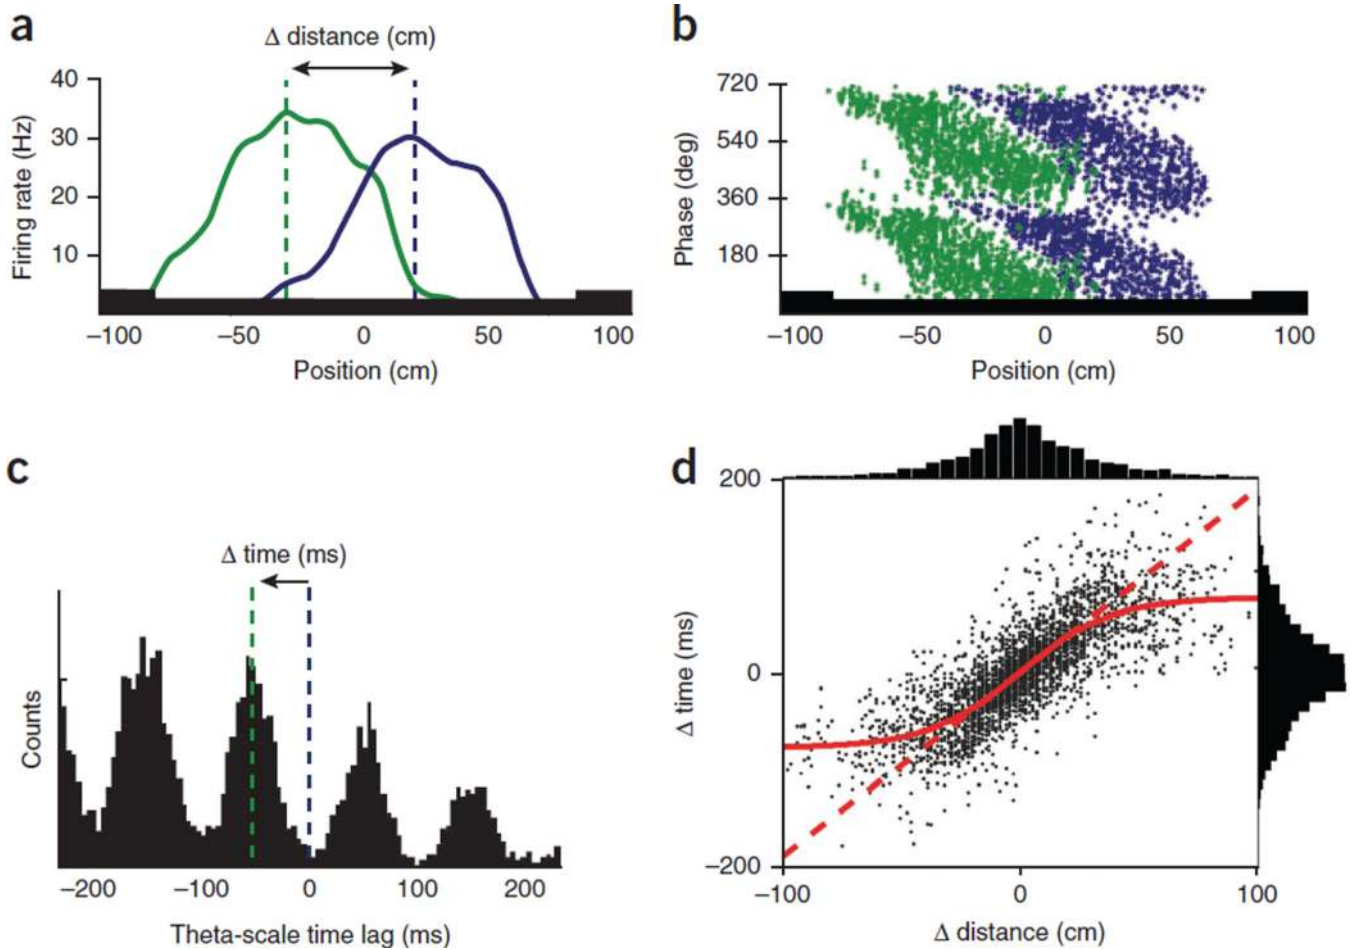 a
Δ distance (cm)
40
30
20
10
Firing rate (Hz)
−100
−50
0
50
100
Position (cm)
b
720
540
360
180
Phase (deg)
−100
−50
0
50
100
Position (cm)
c
Δ time (ms)
Counts
−200
−100
0
100
200
Theta-scale time lag (ms)
d
200
0
−200
Δ time (ms)
−100
0
100
Δ distance (cm)